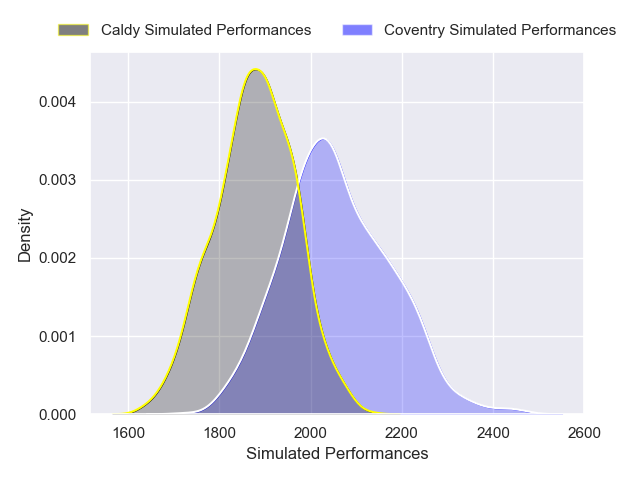 Caldy Simulated Performances
Coventry Simulated Performances
0.004
0.003
0.002
0.001
0.000
Density
1600
1800
2000
2200
2400
2600
Simulated Performances